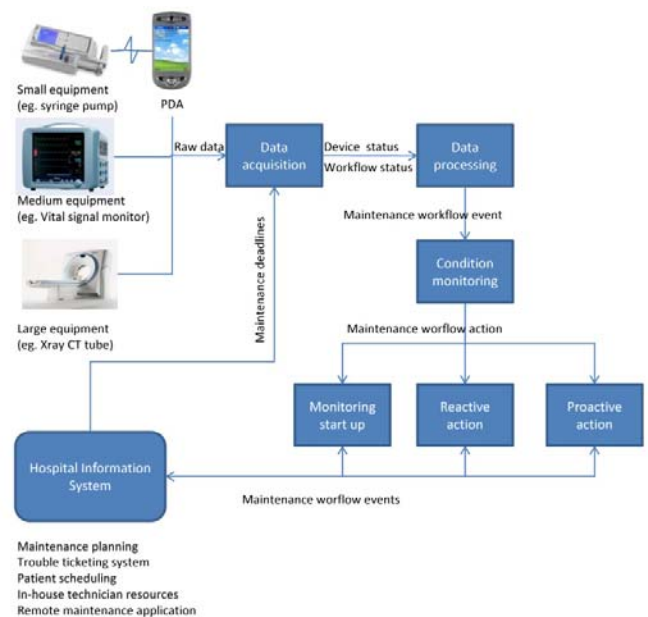 Small equipment
(eg. syringe pump)
PDA
Medium equipment
(eg. Vital signal monitor)
Large equipment
(eg. Xray CT tube)
Raw data
Data
acquisition
Device status
Workflow status
Data
processing
Maintenance workflow event
Condition
monitoring
Maintenance worflow action
Maintenance deadlines
Monitoring
start up
Reactive
action
Proactive
action
Hospital Information
System
Maintenance worflow events
Maintenance planning
Trouble ticketing system
Patient scheduling
In-house technician resources
Remote maintenance application